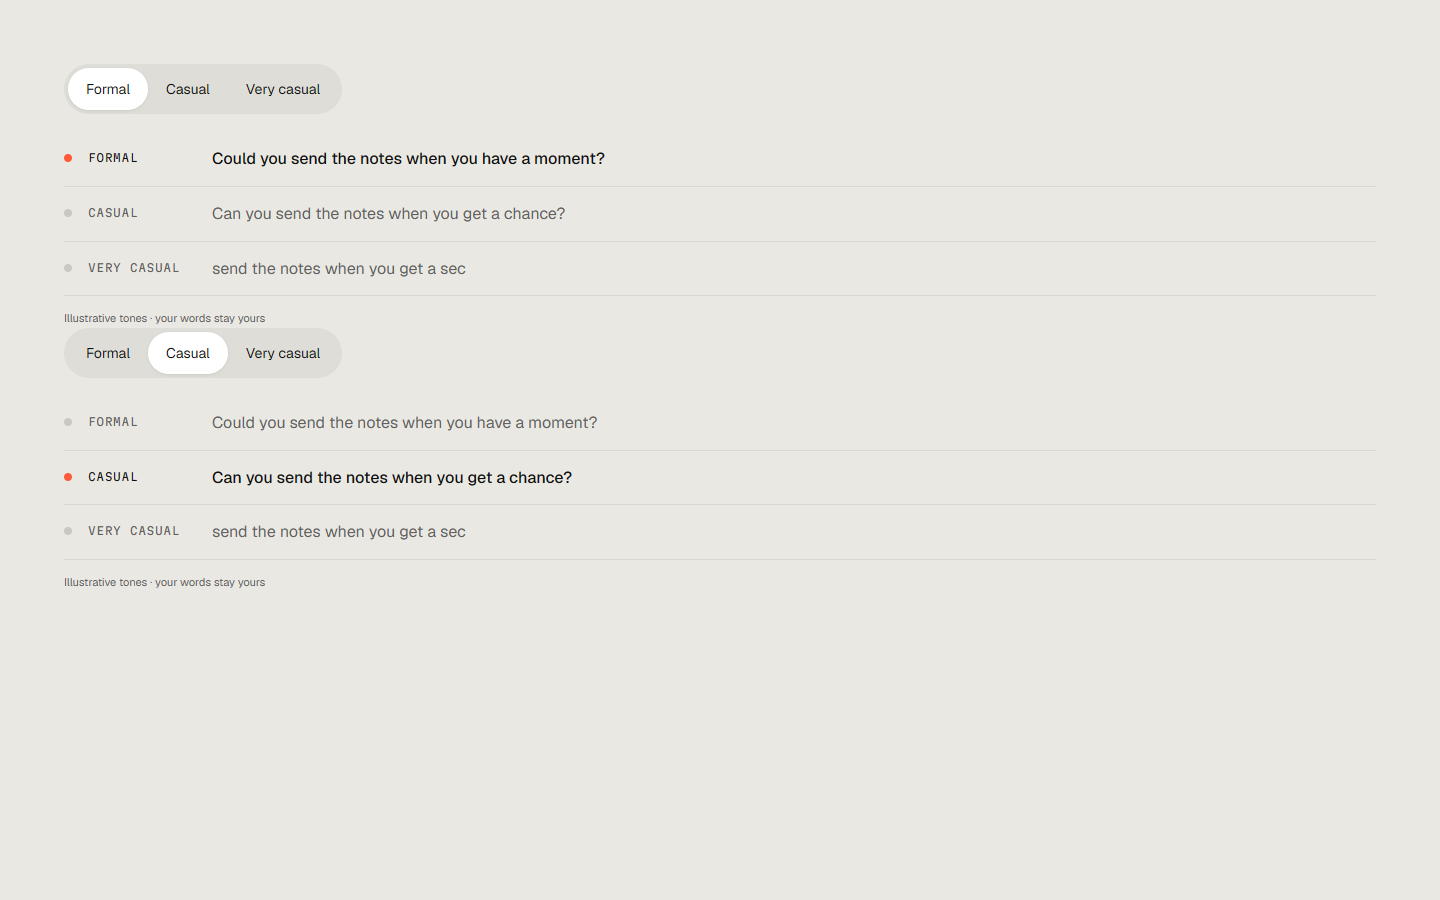 Formal Casual Very casual
FORMAL Could you send the notes when you have a moment?
CASUAL Can you send the notes when you get a chance?
VERY CASUAL send the notes when you get a sec
Illustrative tones · your words stay yours
Formal Casual Very casual
FORMAL Could you send the notes when you have a moment?
CASUAL Can you send the notes when you get a chance?
VERY CASUAL send the notes when you get a sec
Illustrative tones · your words stay yours